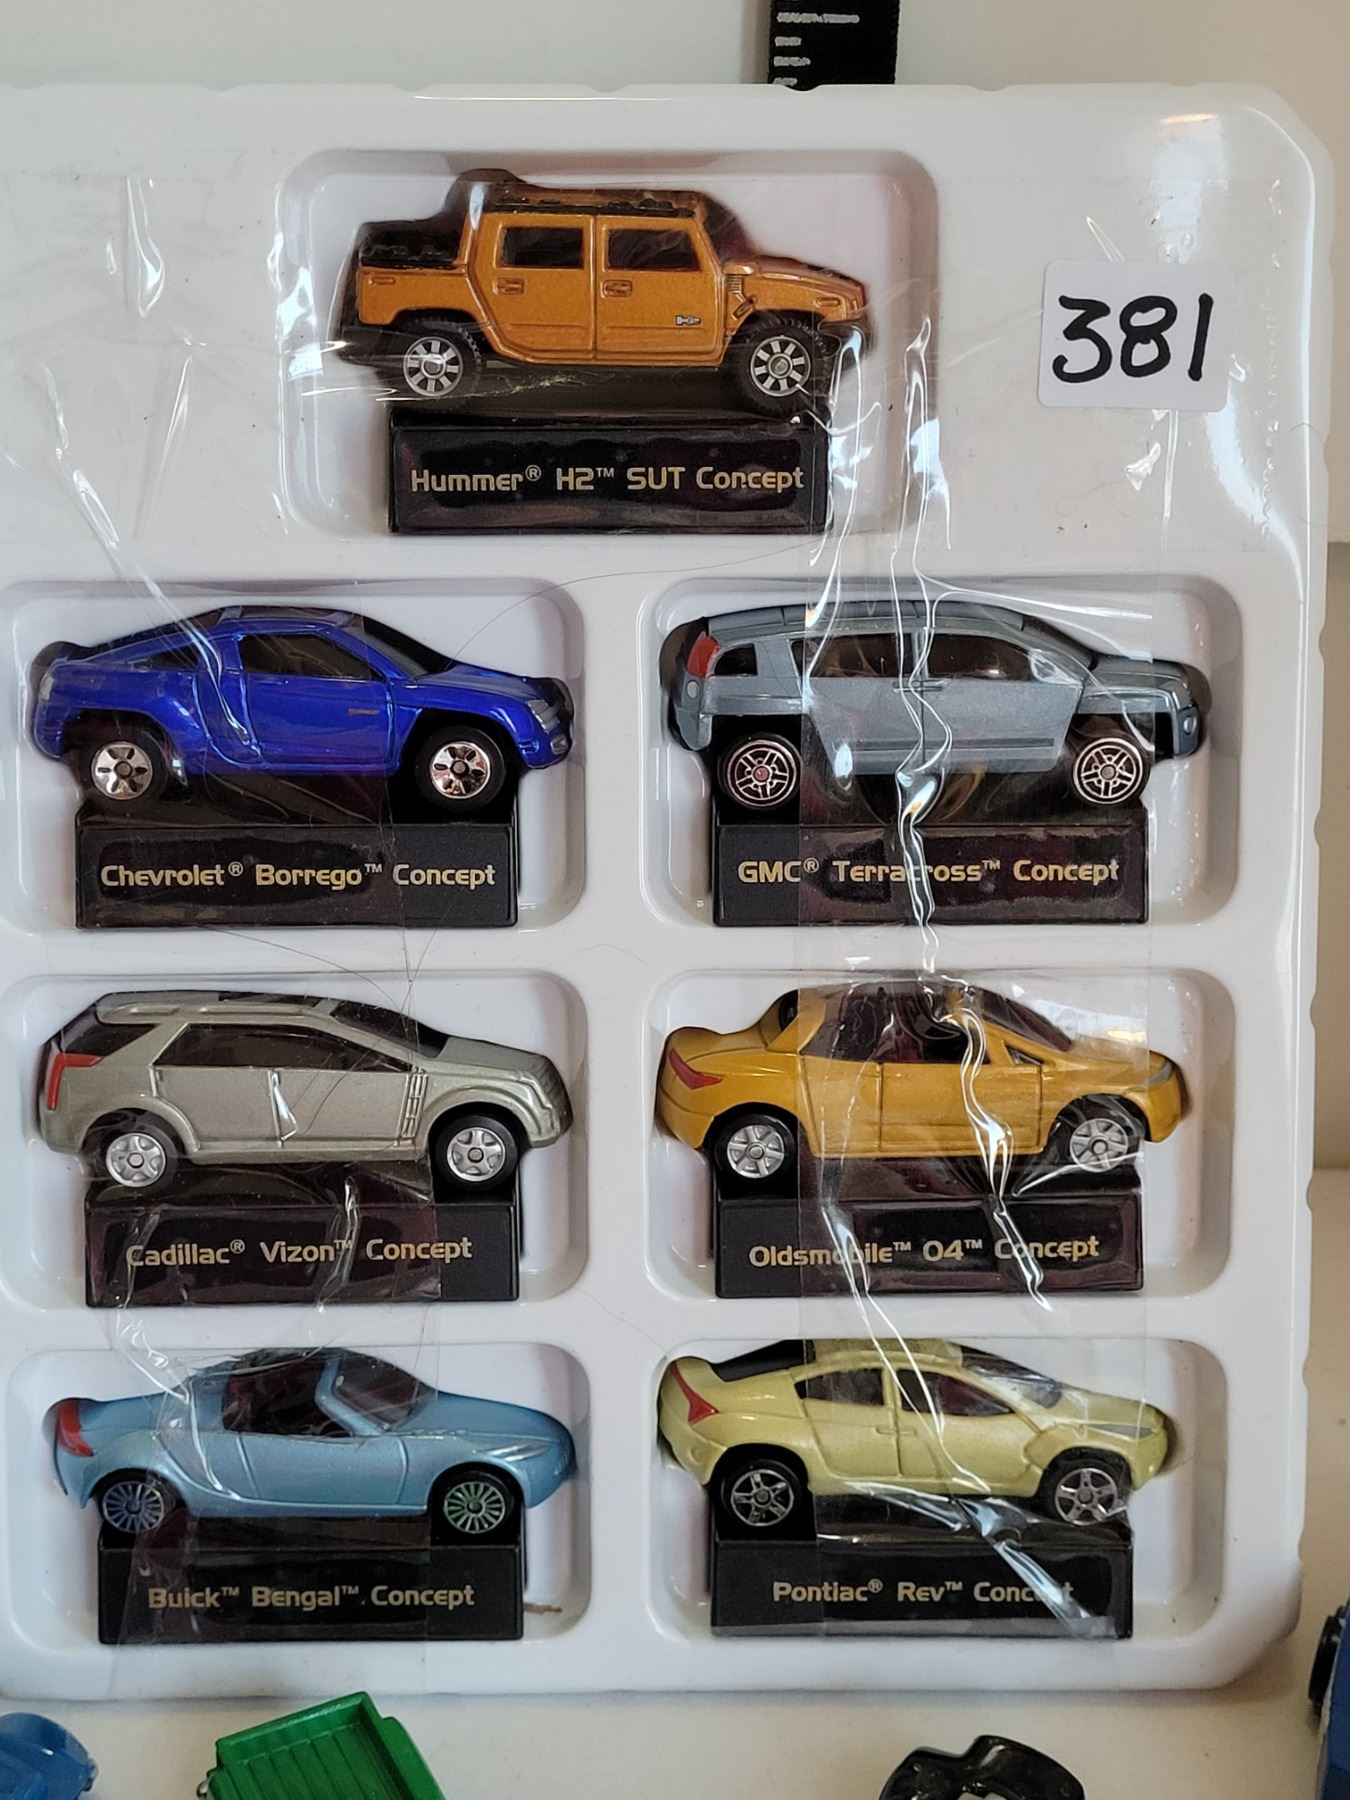 381
Hummer® H2™ SUT Concept
Chevrolet® Borrego™ Concept
GMC® Terracross™ Concept
Cadillac® Vizon™ Concept
Oldsmobile™ O4™ Concept
Buick™ Bengal™ Concept
Pontiac® Rev™ Concept